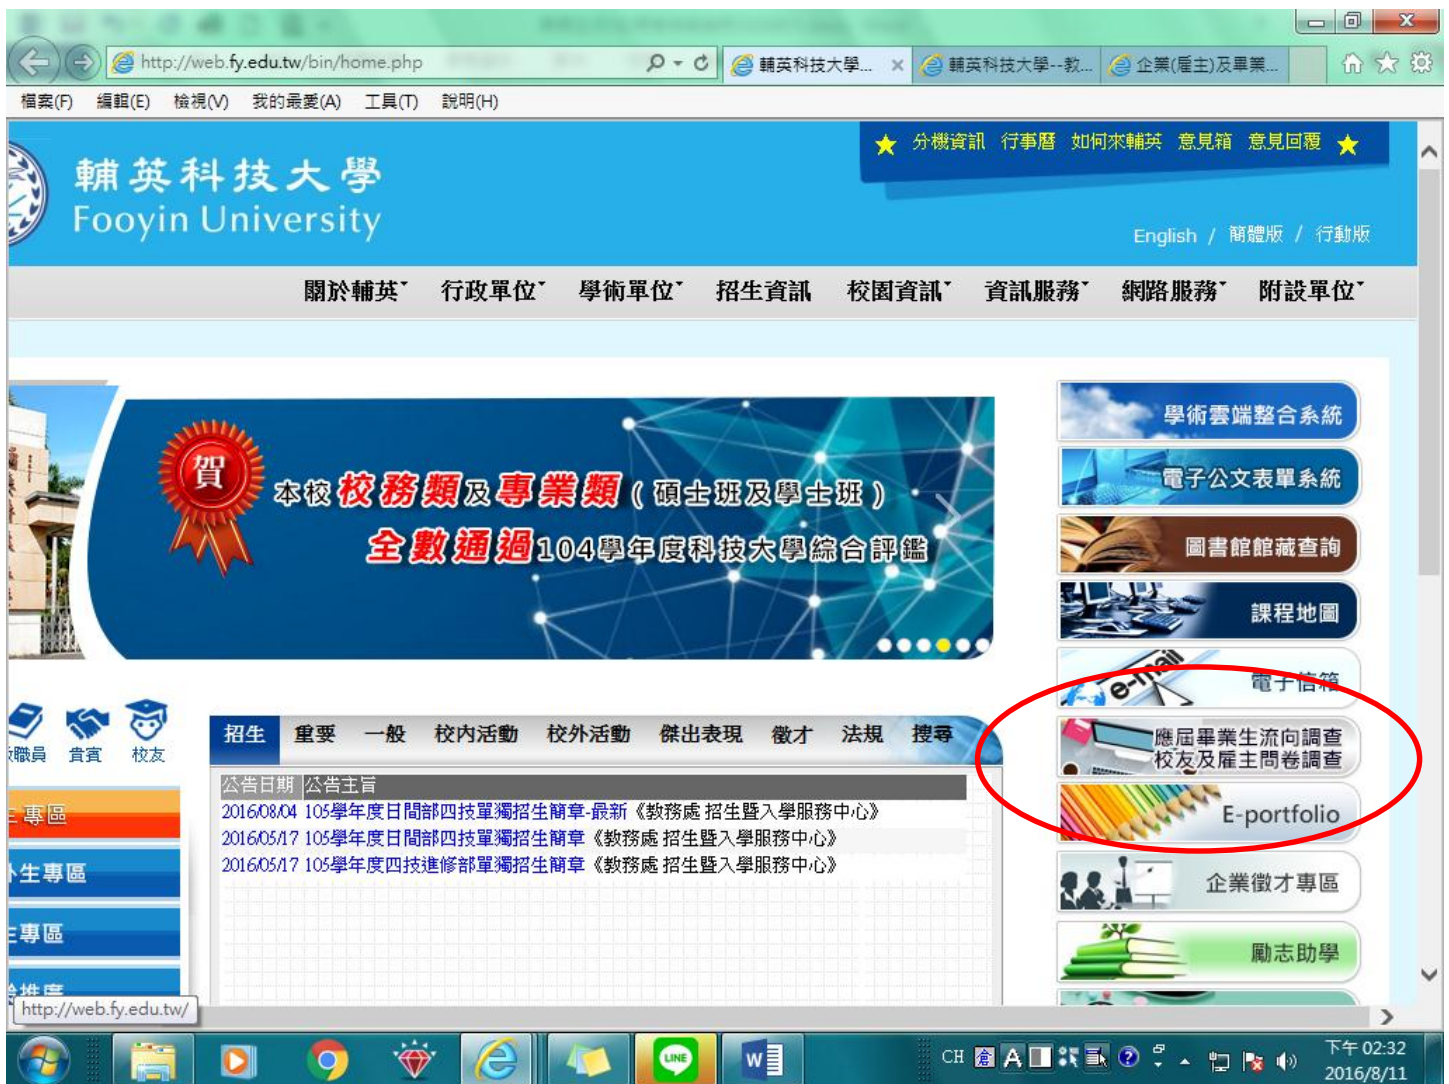 http://web.fy.edu.tw/bin/home.php
輔英科技大學...
輔英科技大學--教...
企業(雇主)及畢業...
檔案(F) 編輯(E) 檢視(V) 我的最愛(A) 工具(T) 說明(H)
分機資訊 行事曆 如何來輔英 意見箱 意見回覆
輔英科技大學
Fooyin University
English / 簡體版 / 行動版
關於輔英 行政單位 學術單位 招生資訊 校園資訊 資訊服務 網路服務 附設單位
賀
本校校務類及專業類(碩士班及學士班)
全數通過104學年度科技大學綜合評鑑
學術雲端整合系統
電子公文表單系統
圖書館館藏查詢
課程地圖
e-mail
電子信箱
應屆畢業生流向調查
校友及雇主問卷調查
E-portfolio
企業徵才專區
勵志助學
職員 貴賓 校友
專區
生專區
專區
招生 重要 一般 校內活動 校外活動 傑出表現 徵才 法規 搜尋
公告日期 公告主旨
2016/08/04 105學年度日間部四技單獨招生簡章-最新《教務處 招生暨入學服務中心》
2016/05/17 105學年度日間部四技單獨招生簡章《教務處 招生暨入學服務中心》
2016/05/17 105學年度四技進修部單獨招生簡章《教務處 招生暨入學服務中心》
http://web.fy.edu.tw/
LINE
W
CH 倉 A
下午 02:32
2016/8/11